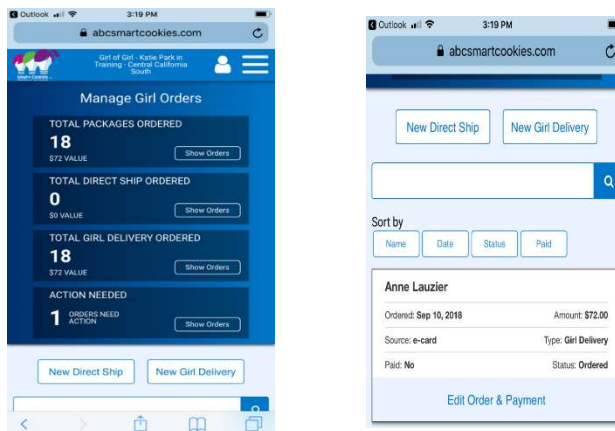 Outlook
3:19 PM
abcsmartcookies.com
Girl of Girl - Katie Park in
Training - Central California
South
Manage Girl Orders
TOTAL PACKAGES ORDERED
18
$72 VALUE
Show Orders
TOTAL DIRECT SHIP ORDERED
0
$0 VALUE
Show Orders
TOTAL GIRL DELIVERY ORDERED
18
$72 VALUE
Show Orders
ACTION NEEDED
1 ORDERS NEED
ACTION
Show Orders
New Direct Ship New Girl Delivery
Outlook
3:19 PM
abcsmartcookies.com
New Direct Ship New Girl Delivery
Sort by
Name Date Status Paid
Anne Lauzier
Ordered: Sep 10, 2018 Amount: $72.00
Source: e-card Type: Girl Delivery
Paid: No Status: Ordered
Edit Order & Payment